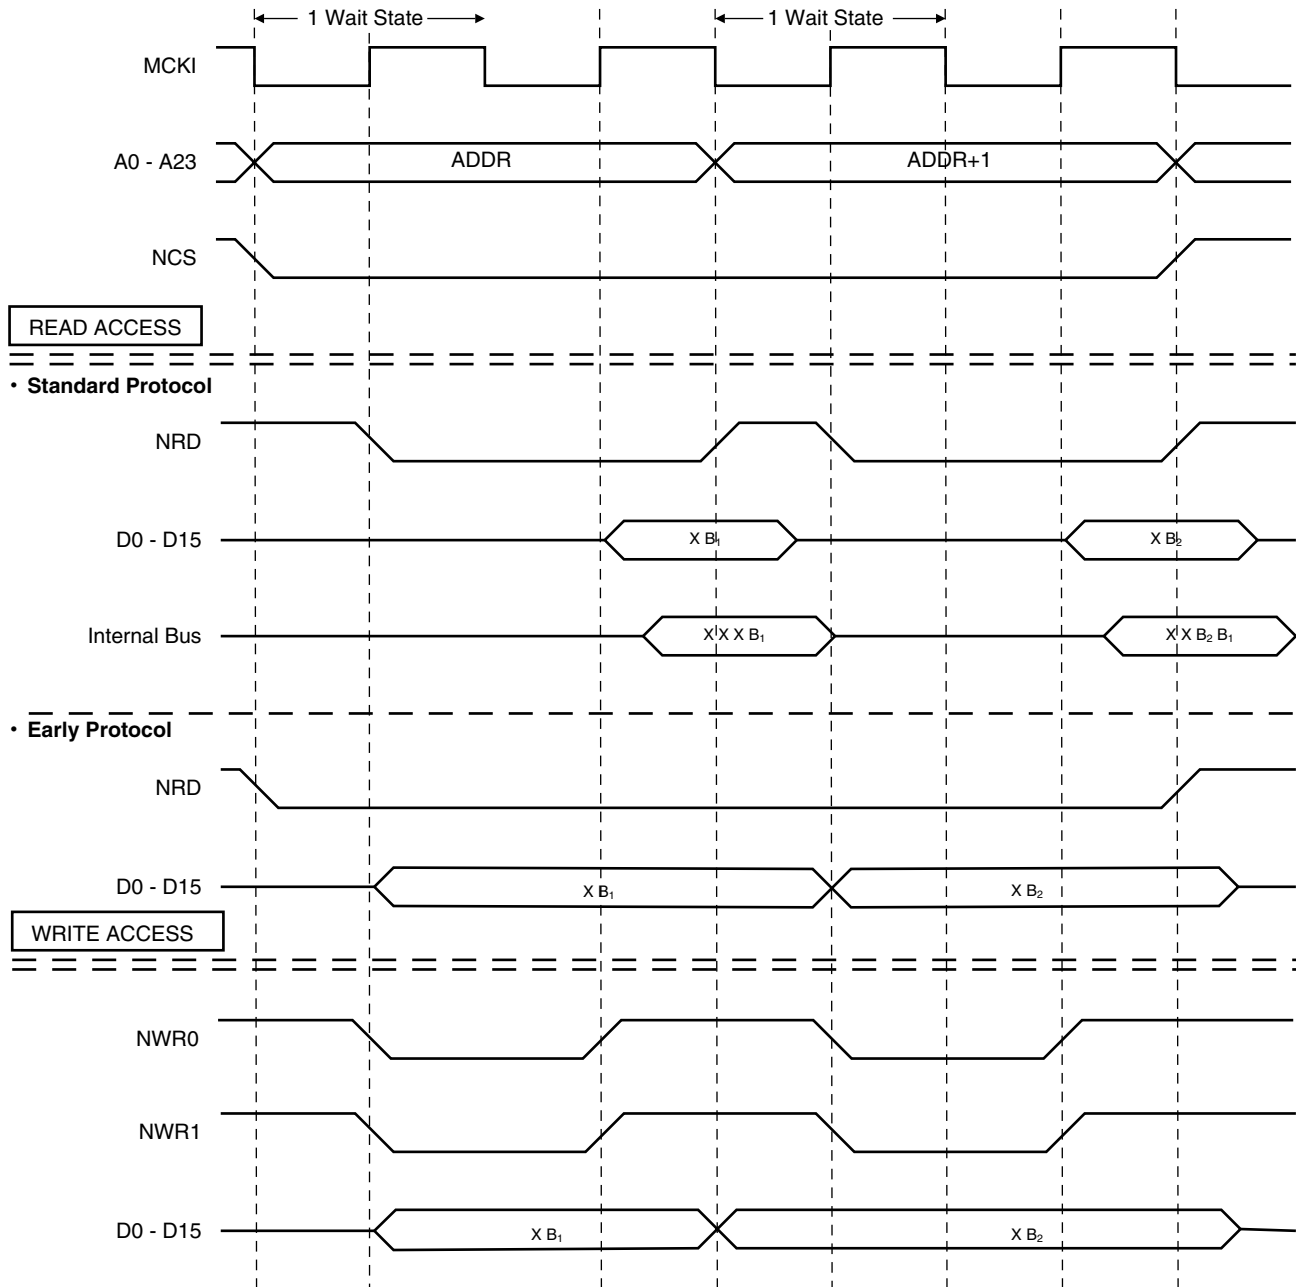 1 Wait State 1 Wait State
MCKI
A0 - A23 ADDR ADDR+1
NCS
READ ACCESS
• Standard Protocol
NRD
D0 - D15 X B₁ X B₂
Internal Bus X X X B₁ X X B₂ B₁
• Early Protocol
NRD
D0 - D15 X B₁ X B₂
WRITE ACCESS
NWR0
NWR1
D0 - D15 X B₁ X B₂